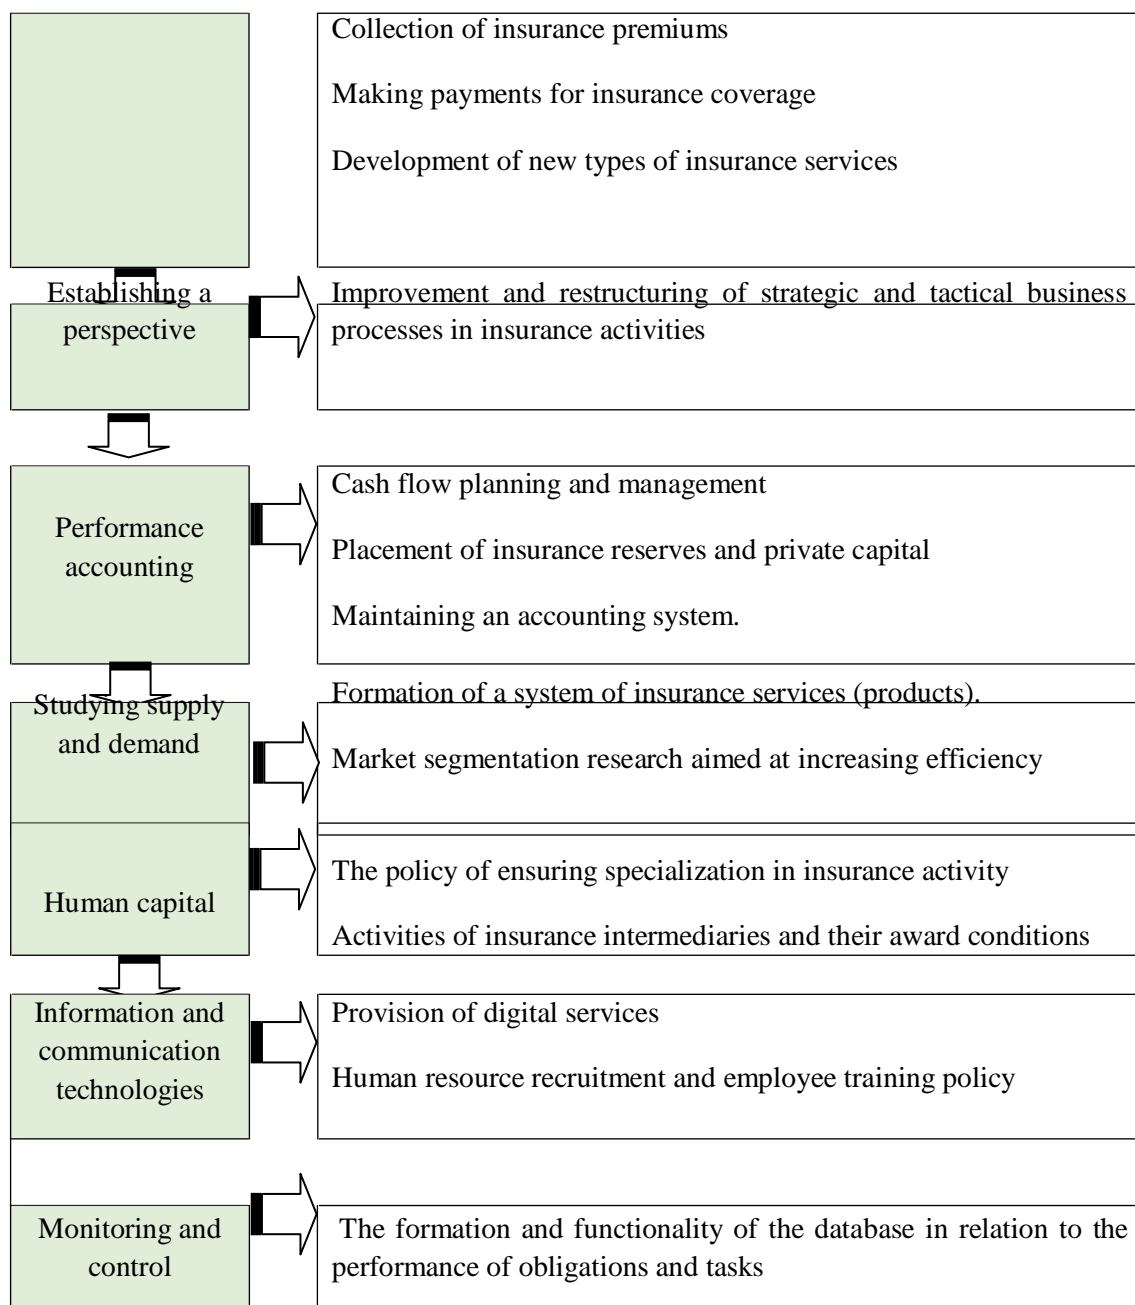 Collection of insurance premiums
Making payments for insurance coverage
Development of new types of insurance services
Establishing a
perspective
Improvement and restructuring of strategic and tactical business
processes in insurance activities
Performance
accounting
Cash flow planning and management
Placement of insurance reserves and private capital
Maintaining an accounting system.
Studying supply
and demand
Formation of a system of insurance services (products).
Market segmentation research aimed at increasing efficiency
Human capital
The policy of ensuring specialization in insurance activity
Activities of insurance intermediaries and their award conditions
Information and
communication
technologies
Provision of digital services
Human resource recruitment and employee training policy
Monitoring and
control
The formation and functionality of the database in relation to the
performance of obligations and tasks